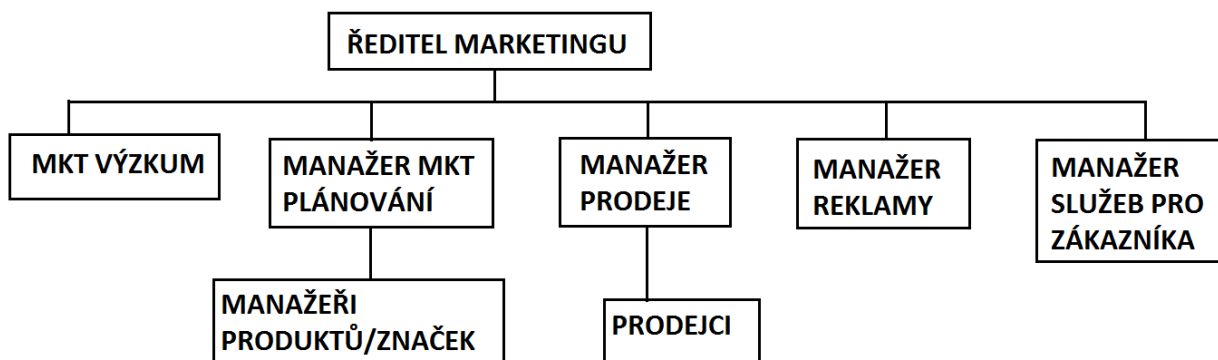 ŘEDITEL MARKETINGU
MKT VÝZKUM
MANAŽER MKT
PLÁNOVÁNÍ
MANAŽER
PRODEJE
MANAŽER
REKLAMY
MANAŽER
SLUŽEB PRO
ZÁKAZNÍKA
MANAŽEŘI
PRODUKTŮ/ZNAČEK
PRODEJCI